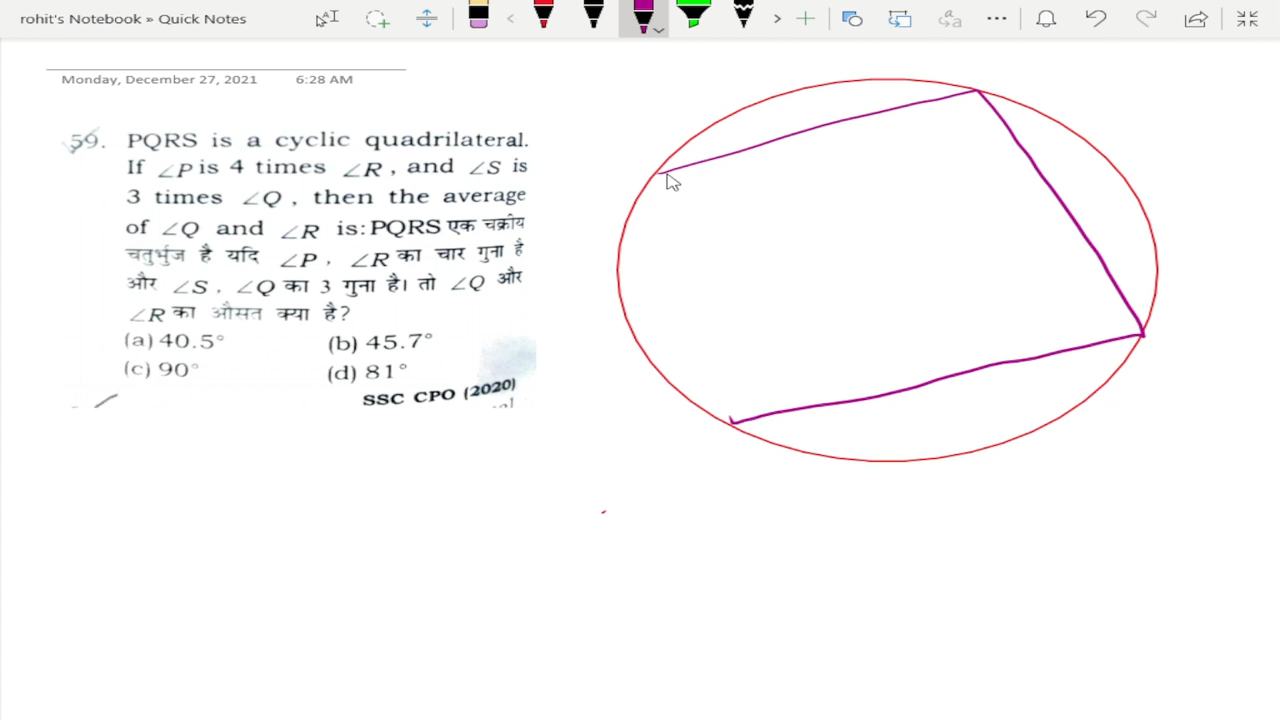 rohit's Notebook » Quick Notes
Monday, December 27, 2021 6:28 AM
59. PQRS is a cyclic quadrilateral.
If ∠P is 4 times ∠R, and ∠S is
3 times ∠Q, then the average
of ∠Q and ∠R is: PQRS एक चक्रीय
चतुर्भुज है यदि ∠P, ∠R का चार गुना है
और ∠S, ∠Q का 3 गुना है। तो ∠Q और
∠R का औसत क्या है?
(a) 40.5° (b) 45.7°
(c) 90° (d) 81°
SSC CPO (2020)